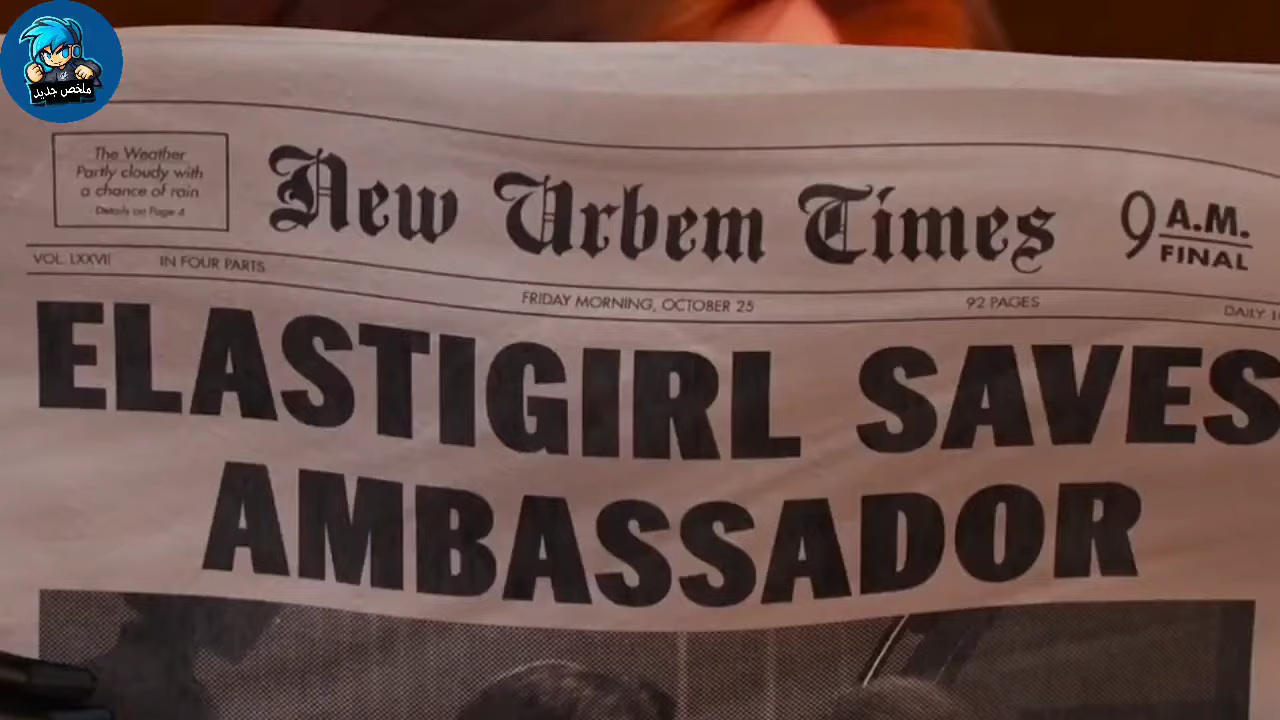 ملخص جديد
The Weather
Partly cloudy with
a chance of rain
Details on Page 4
New Urbem Times
9 A.M.
FINAL
VOL. LXXVII IN FOUR PARTS
FRIDAY MORNING, OCTOBER 25 92 PAGES DAILY
ELASTIGIRL SAVES
AMBASSADOR